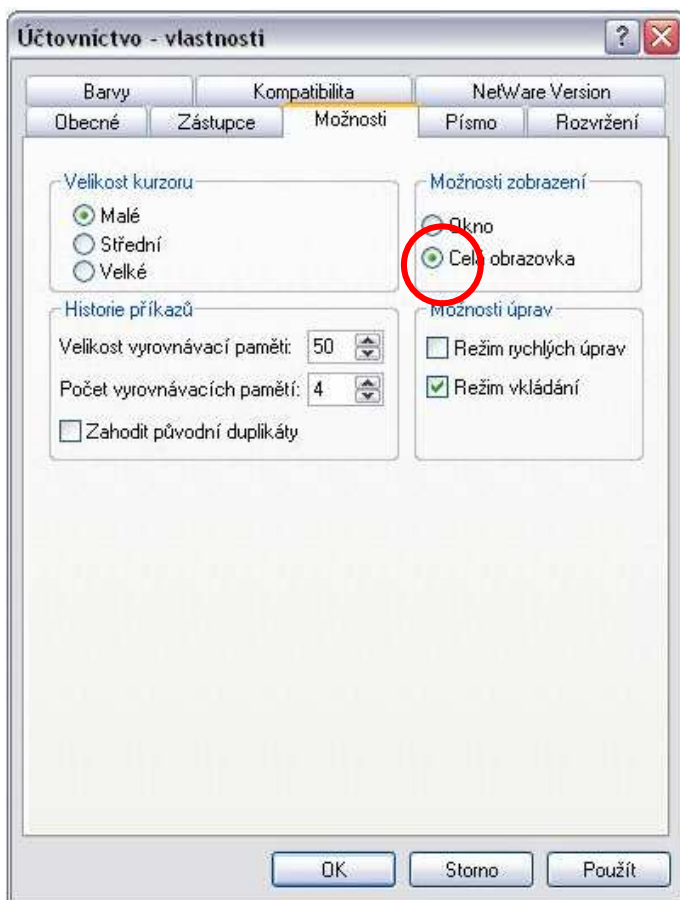 Účtovníctvo - vlastnosti
Barvy Kompatibilita NetWare Version
Obecné Zástupce Možnosti Písmo Rozvržení
Velikost kurzoru
Malé
Střední
Velké
Možnosti zobrazení
Okno
Celá obrazovka
Historie příkazů
Velikost vyrovnávací paměti: 50
Počet vyrovnávacích pamětí: 4
Zahodit původní duplikáty
Možnosti úprav
Režim rychlých úprav
Režim vkládání
OK Storno Použít